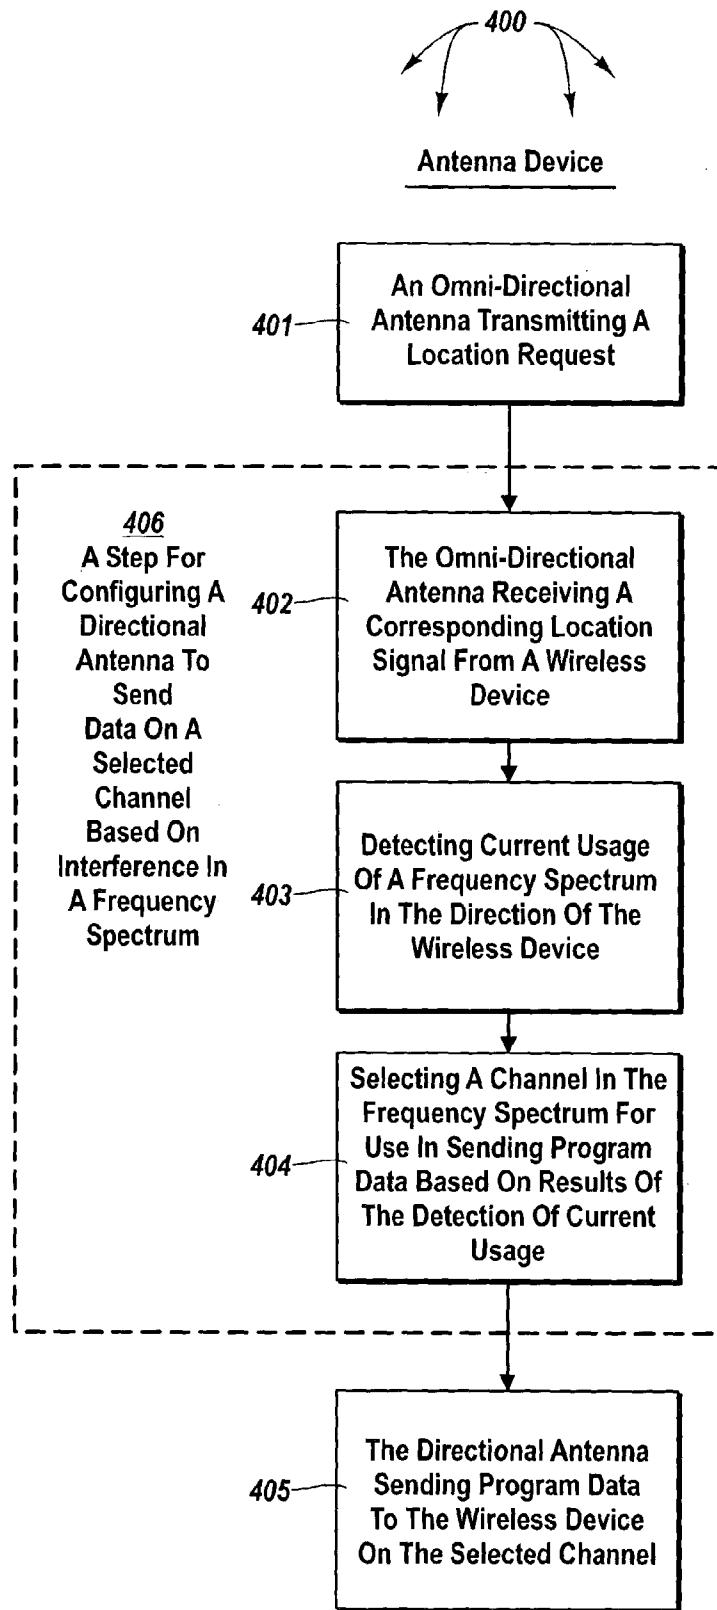 400
Antenna Device
401
An Omni-Directional
Antenna Transmitting A
Location Request
406
A Step For
Configuring A
Directional
Antenna To
Send
Data On A
Selected
Channel
Based On
Interference In
A Frequency
Spectrum
402
The Omni-Directional
Antenna Receiving A
Corresponding Location
Signal From A Wireless
Device
403
Detecting Current Usage
Of A Frequency Spectrum
In The Direction Of The
Wireless Device
404
Selecting A Channel In The
Frequency Spectrum For
Use In Sending Program
Data Based On Results Of
The Detection Of Current
Usage
405
The Directional Antenna
Sending Program Data
To The Wireless Device
On The Selected Channel